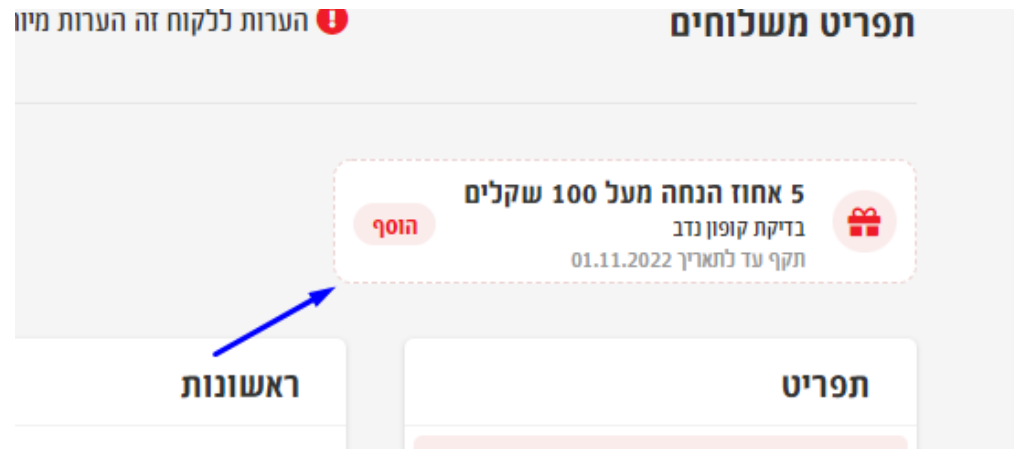 תפריט משלוחים
הערות ללקוח זה הערות
5 אחוז הנחה מעל 100 שקלים
בדיקת קופון נדב
תקף עד לתאריך 01.11.2022
הוסף
תפריט
ראשונות